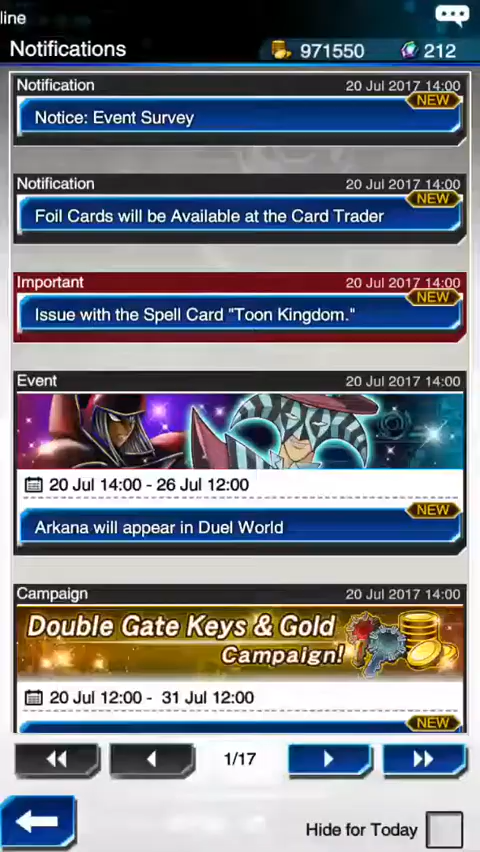 line
Notifications
971550
212
Notification
20 Jul 2017 14:00
NEW
Notice: Event Survey
Notification
20 Jul 2017 14:00
NEW
Foil Cards will be Available at the Card Trader
Important
20 Jul 2017 14:00
NEW
Issue with the Spell Card "Toon Kingdom."
Event
20 Jul 2017 14:00
20 Jul 14:00 - 26 Jul 12:00
NEW
Arkana will appear in Duel World
Campaign
20 Jul 2017 14:00
Double Gate Keys & Gold
Campaign!
20 Jul 12:00 - 31 Jul 12:00
NEW
1/17
Hide for Today